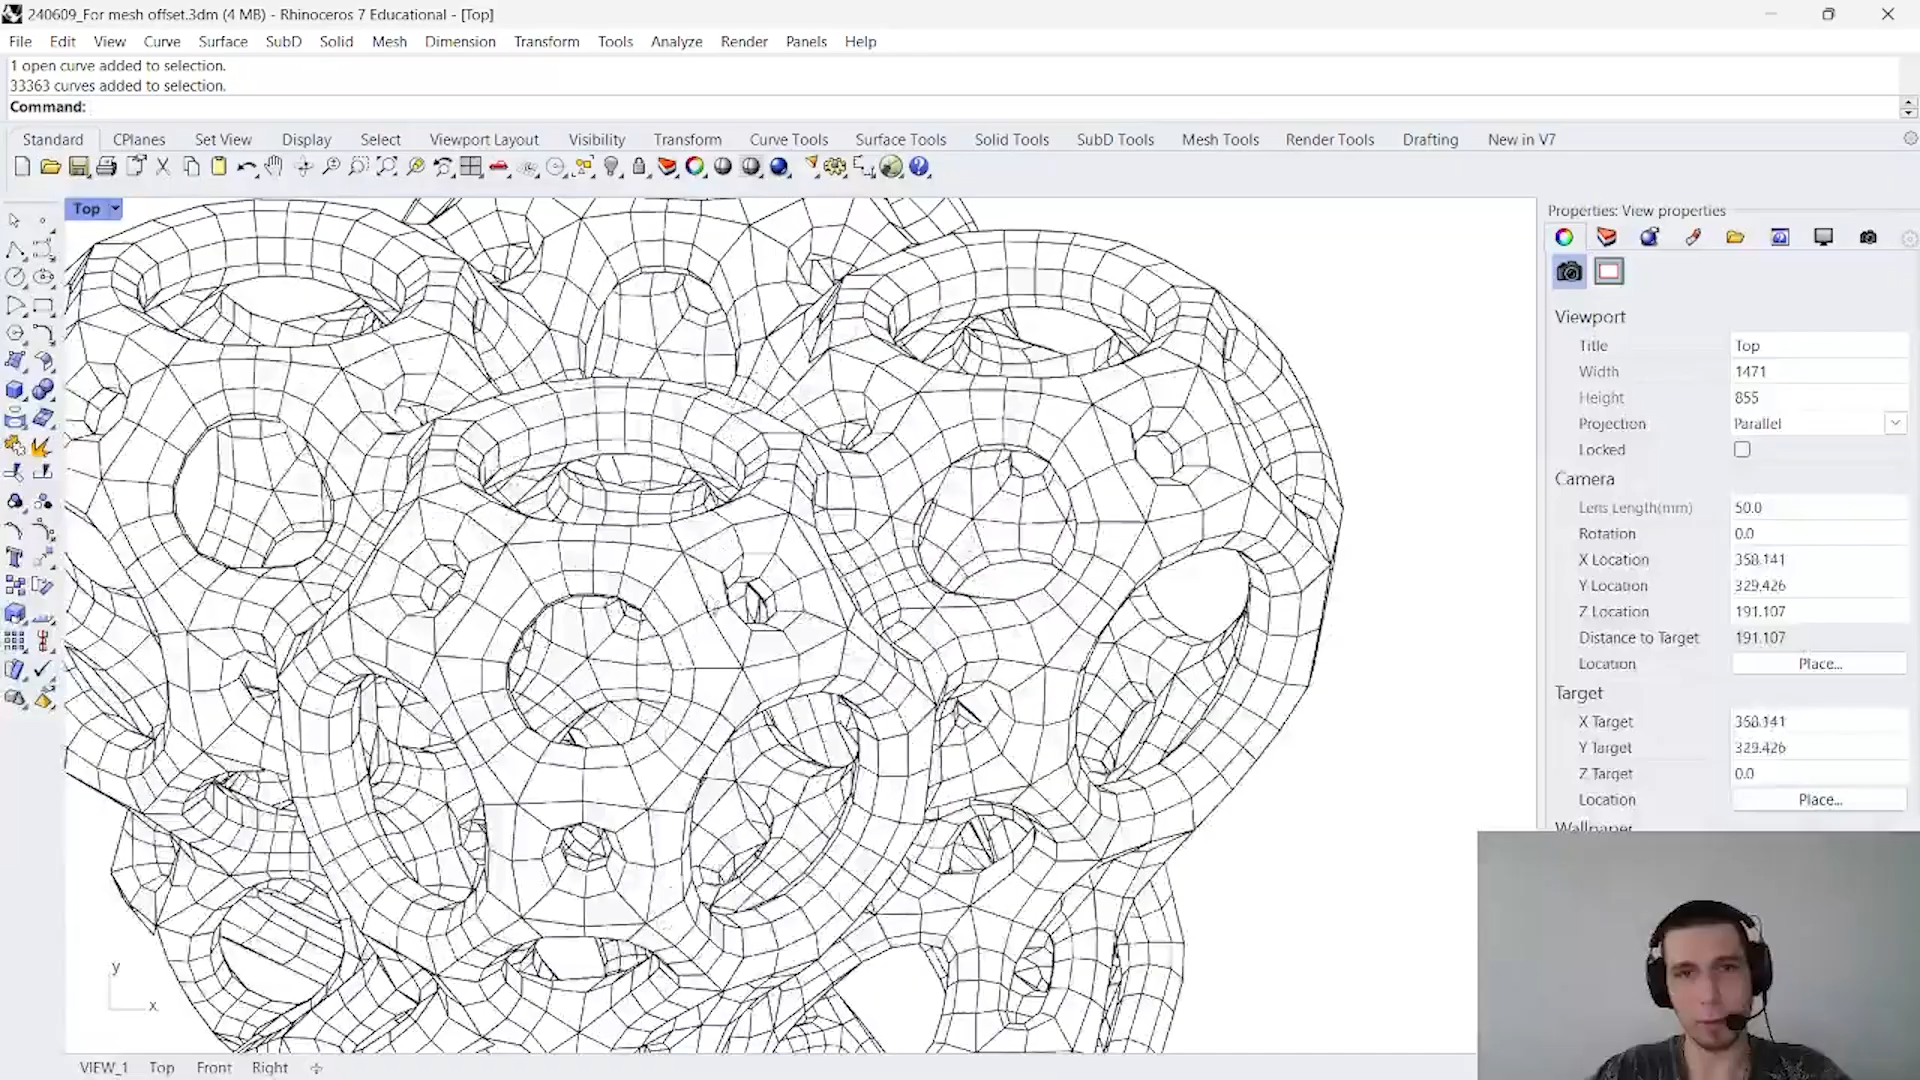 240609_For mesh offset.3dm (4 MB) - Rhinoceros 7 Educational - [Top]
File Edit View Curve Surface SubD Solid Mesh Dimension Transform Tools Analyze Render Panels Help
1 open curve added to selection.
33363 curves added to selection.
Command:
Standard CPlanes Set View Display Select Viewport Layout Visibility Transform Curve Tools Surface Tools Solid Tools SubD Tools Mesh Tools Render Tools Drafting New in V7
Top
Properties: View properties
Viewport
Title Top
Width 1471
Height 855
Projection Parallel
Locked
Camera
Lens Length(mm) 50.0
Rotation 0.0
X Location 358.141
Y Location 329.426
Z Location 191.107
Distance to Target 191.107
Location Place...
Target
X Target 358.141
Y Target 329.426
Z Target 0.0
Location Place...
Wallpaper
y
x
VIEW_1 Top Front Right